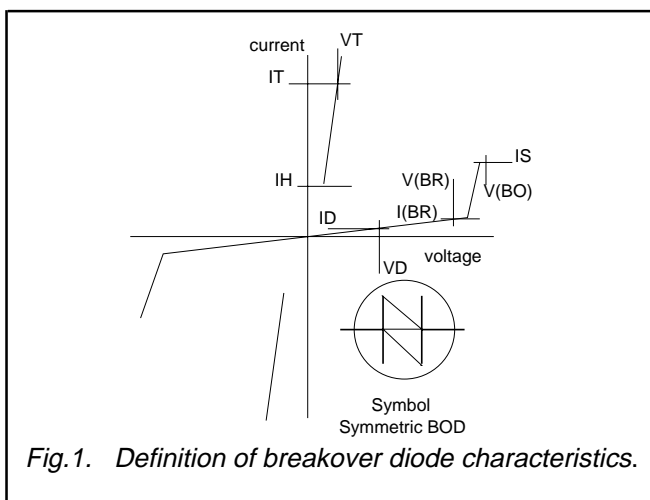 current
VT
IT
IS
IH
V(BR)
V(BO)
ID
I(BR)
voltage
VD
Symbol
Symmetric BOD
Fig.1. Definition of breakover diode characteristics.